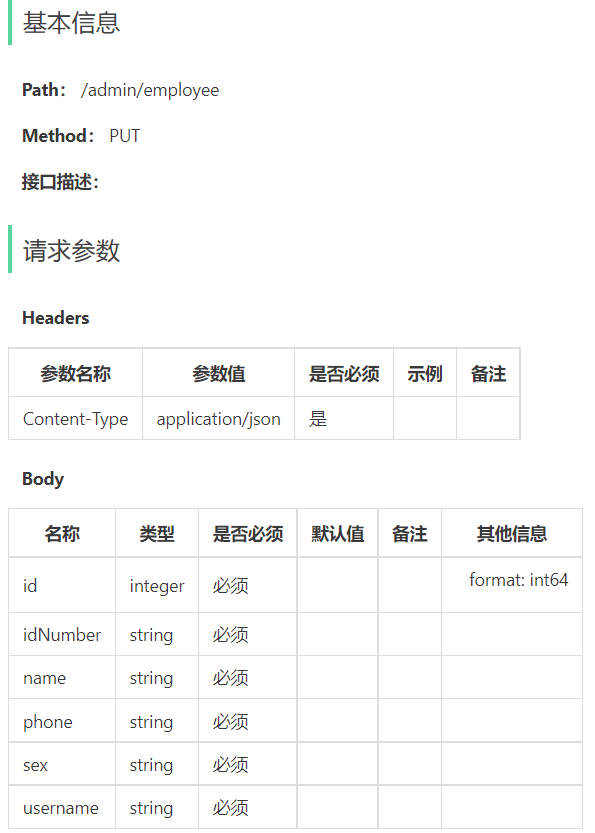 基本信息
Path： /admin/employee
Method： PUT
接口描述：
请求参数
Headers
参数名称 参数值 是否必须 示例 备注
Content-Type application/json 是
Body
名称 类型 是否必须 默认值 备注 其他信息
id integer 必须 format: int64
idNumber string 必须
name string 必须
phone string 必须
sex string 必须
username string 必须